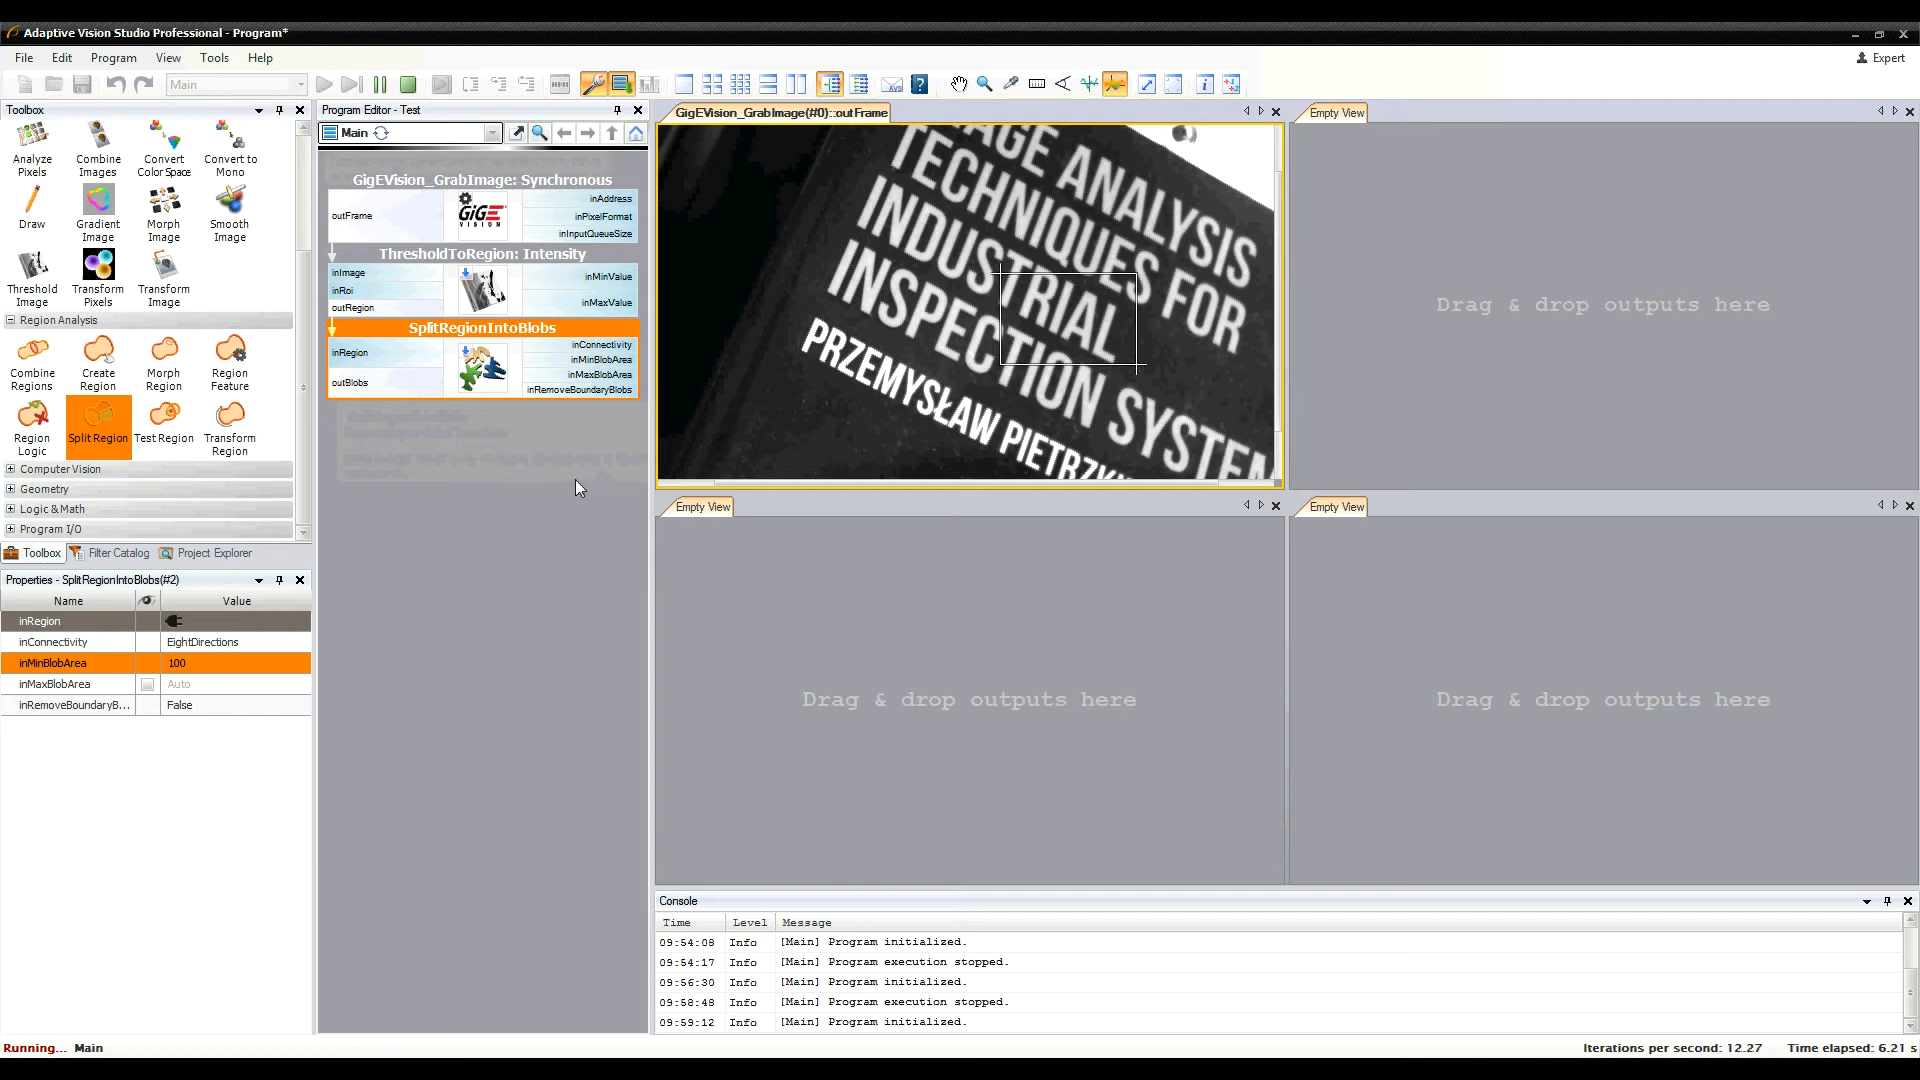 Adaptive Vision Studio Professional - Program*
File Edit Program View Tools Help
Expert
Main
HMI
Toolbox
Analyze Pixels
Combine Images
Convert Color Space
Convert to Mono
Draw
Gradient Image
Morph Image
Smooth Image
Threshold Image
Transform Pixels
Transform Image
Region Analysis
Combine Regions
Create Region
Morph Region
Region Feature
Region Logic
Split Region
Test Region
Transform Region
Computer Vision
Geometry
Logic & Math
Program I/O
Toolbox Filter Catalog Project Explorer
Properties - SplitRegionIntoBlobs(#2)
Name Value
inRegion
inConnectivity EightDirections
inMinBlobArea 100
inMaxBlobArea Auto
inRemoveBoundaryB... False
Program Editor - Test
Main
GigEVision_GrabImage: Synchronous
outFrame
GiGE VISION
inAddress
inPixelFormat
inInputQueueSize
ThresholdToRegion: Intensity
inImage
inRoi
outRegion
inMinValue
inMaxValue
SplitRegionIntoBlobs
inRegion
outBlobs
inConnectivity
inMinBlobArea
inMaxBlobArea
inRemoveBoundaryBlobs
GigEVision_GrabImage(#0)::outFrame
AGE ANALYSIS
TECHNIQUES FOR
INDUSTRIAL
INSPECTION SYSTEM
PRZEMYSŁAW PIETRZY
Empty View
Drag & drop outputs here
Empty View
Drag & drop outputs here
Empty View
Drag & drop outputs here
Console
Time Level Message
09:54:08 Info [Main] Program initialized.
09:54:17 Info [Main] Program execution stopped.
09:56:30 Info [Main] Program initialized.
09:58:48 Info [Main] Program execution stopped.
09:59:12 Info [Main] Program initialized.
Running... Main
Iterations per second: 12.27 Time elapsed: 6.21 s